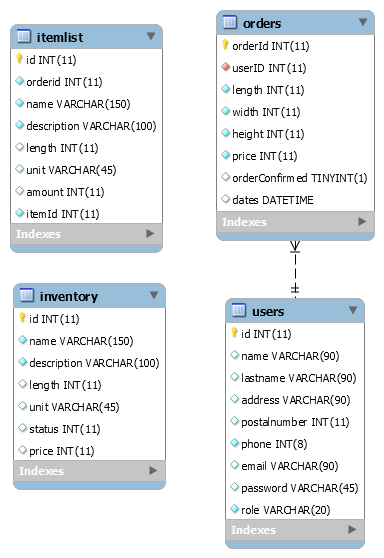 itemlist
id INT(11)
orderid INT(11)
name VARCHAR(150)
description VARCHAR(100)
length INT(11)
unit VARCHAR(45)
amount INT(11)
itemId INT(11)
Indexes
orders
orderId INT(11)
userID INT(11)
length INT(11)
width INT(11)
height INT(11)
price INT(11)
orderConfirmed TINYINT(1)
dates DATETIME
Indexes
inventory
id INT(11)
name VARCHAR(150)
description VARCHAR(100)
length INT(11)
unit VARCHAR(45)
status INT(11)
price INT(11)
Indexes
users
id INT(11)
name VARCHAR(90)
lastname VARCHAR(90)
address VARCHAR(90)
postalnumber INT(11)
phone INT(8)
email VARCHAR(90)
password VARCHAR(45)
role VARCHAR(20)
Indexes